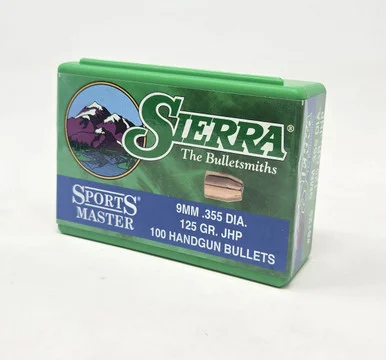 SIERRA®
The Bulletsmiths
SPORTS
MASTER
9MM .355 DIA.
125 GR. JHP
100 HANDGUN BULLETS